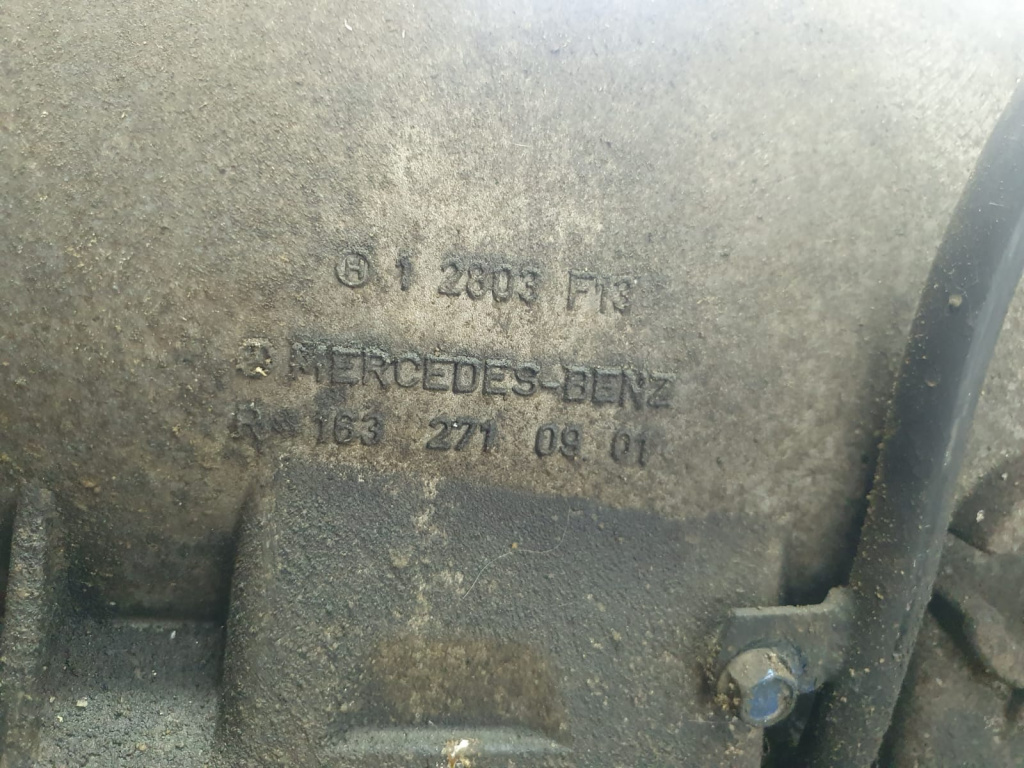 H 1 2803 F13
MERCEDES-BENZ
R 163 271 09 01